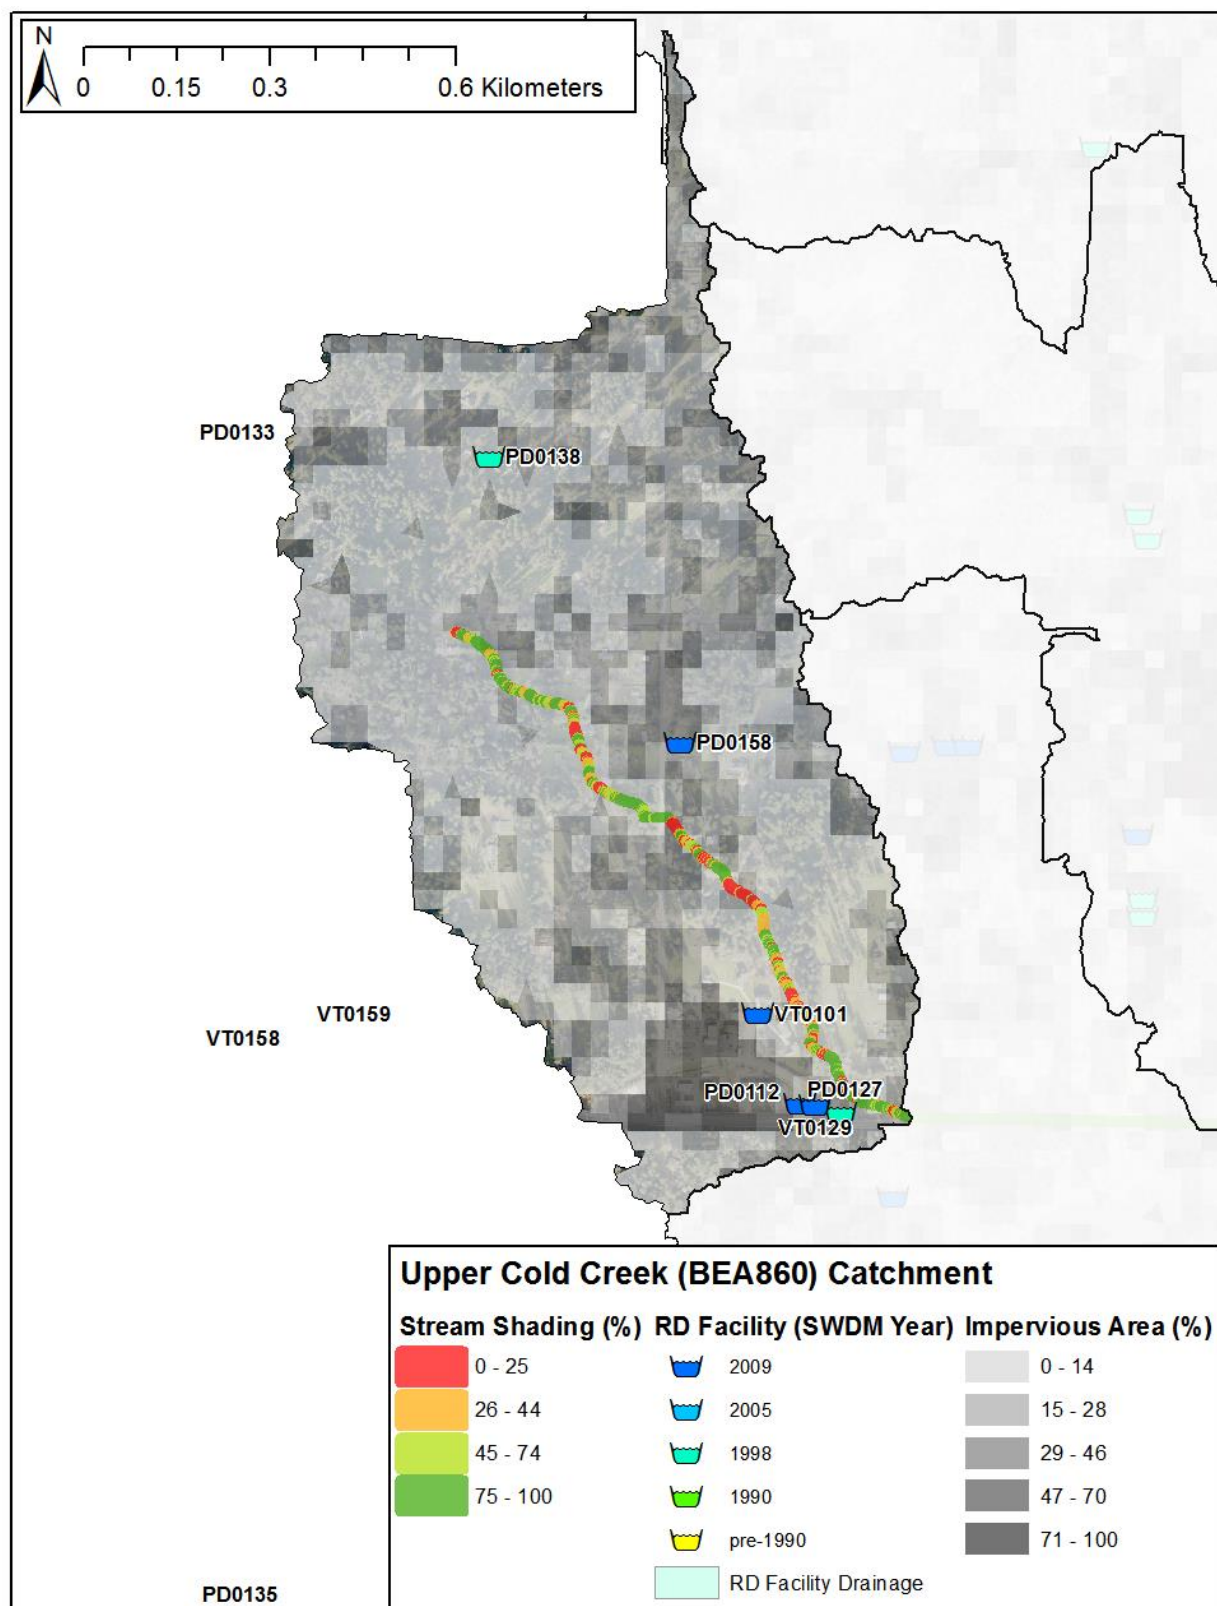 N
0 0.15 0.3 0.6 Kilometers
PD0133
PD0138
PD0158
VT0159
VT0101
VT0158
PD0112
PD0127
VT0129
Upper Cold Creek (BEA860) Catchment
Stream Shading (%)
0 - 25
26 - 44
45 - 74
75 - 100
RD Facility (SWDM Year)
2009
2005
1998
1990
pre-1990
RD Facility Drainage
Impervious Area (%)
0 - 14
15 - 28
29 - 46
47 - 70
71 - 100
PD0135